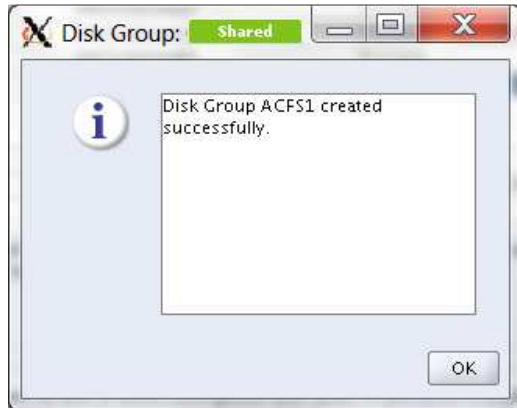 Disk Group:
Shared
Disk Group ACFS1 created
successfully.
OK